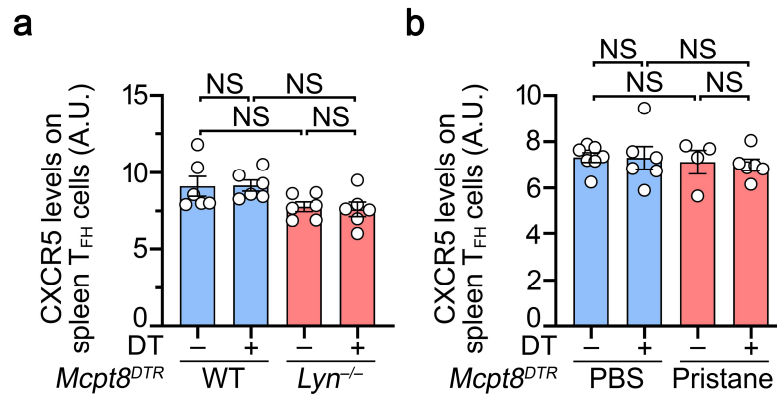 a
b
NS
NS
NS
NS
NS
NS
NS
NS
CXCR5 levels on
spleen TFH cells (A.U.)
15
10
5
0
CXCR5 levels on
spleen TFH cells (A.U.)
10
8
6
4
2
0
DT – + – +
Mcpt8DTR WT Lyn–/–
DT – + – +
Mcpt8DTR PBS Pristane